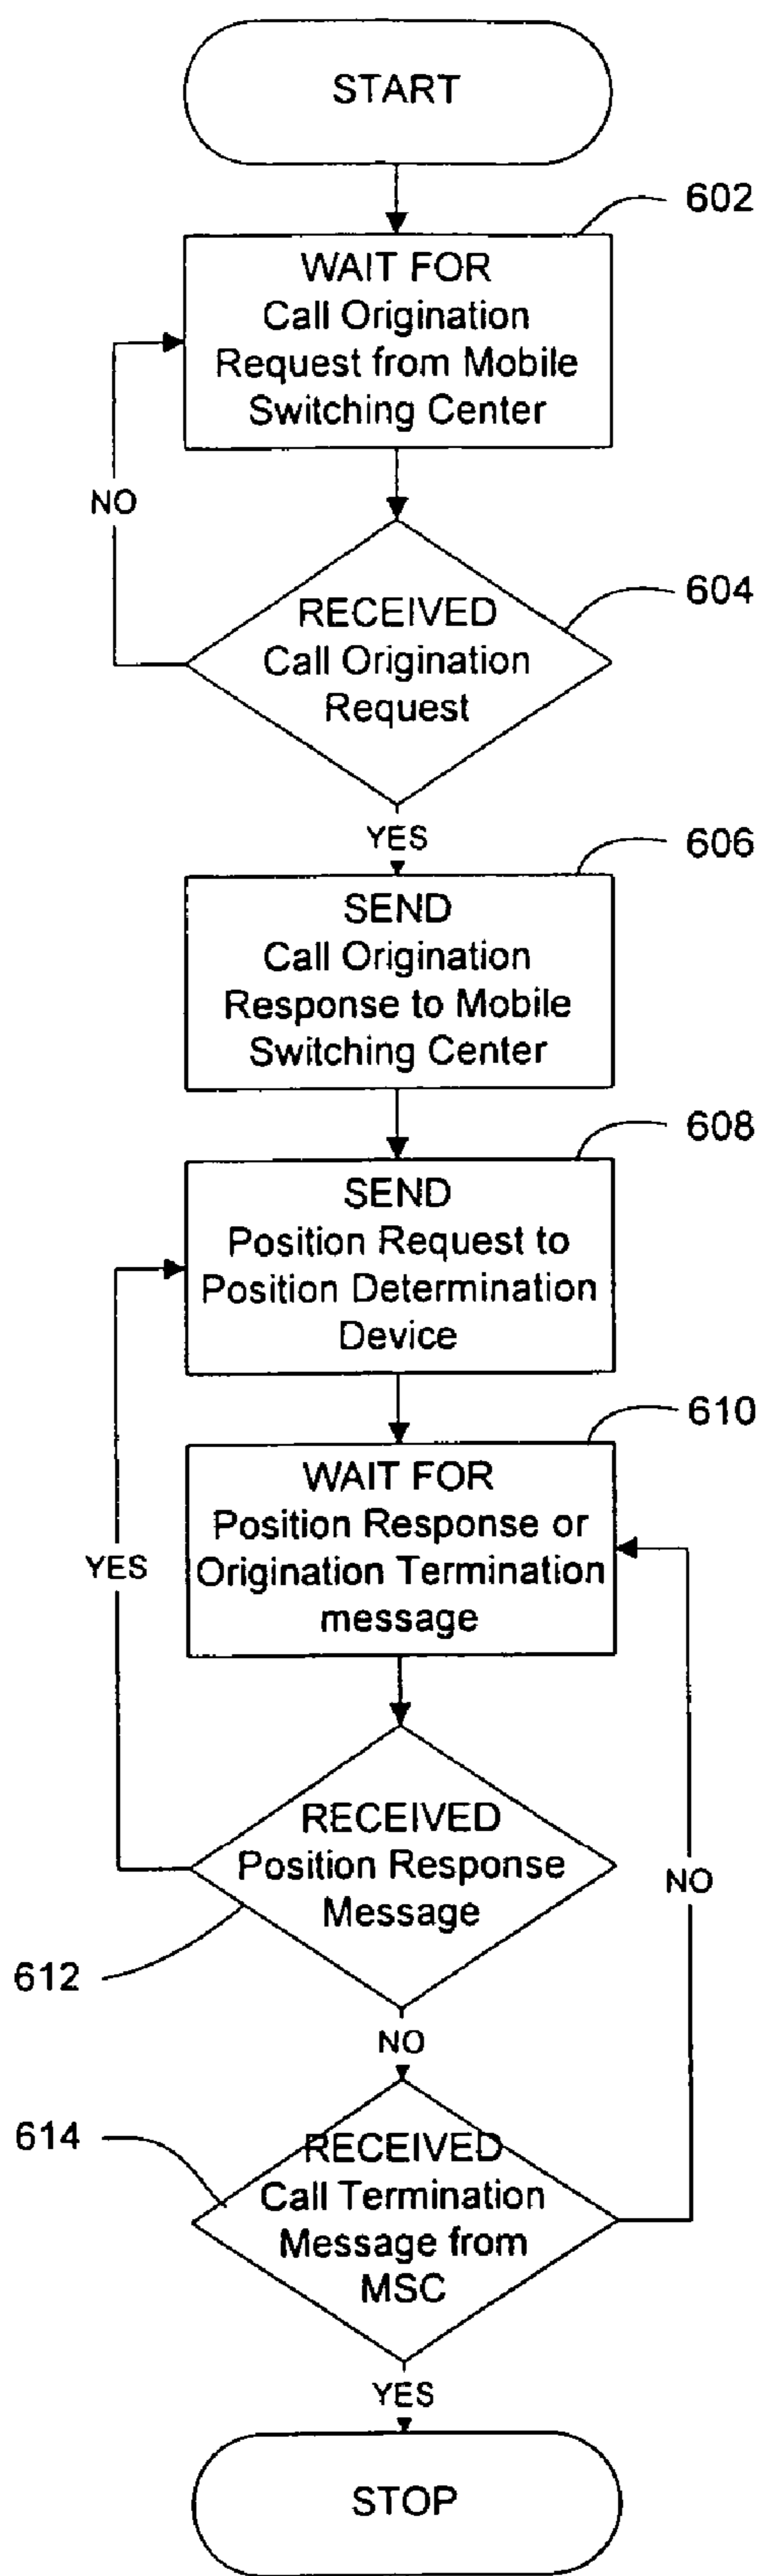 START
602
WAIT FOR
Call Origination
Request from Mobile
Switching Center
NO
604
RECEIVED
Call Origination
Request
YES
606
SEND
Call Origination
Response to Mobile
Switching Center
608
SEND
Position Request to
Position Determination
Device
610
WAIT FOR
Position Response or
Origination Termination
message
YES
RECEIVED
Position Response
Message
NO
612
NO
614
RECEIVED
Call Termination
Message from
MSC
YES
STOP